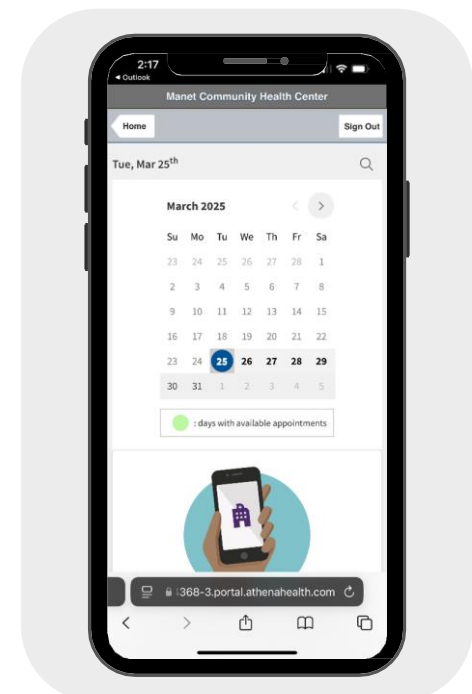 2:17
Outlook
Manet Community Health Center
Home
Sign Out
Tue, Mar 25th
March 2025
Su Mo Tu We Th Fr Sa
23 24 25 26 27 28 1
2 3 4 5 6 7 8
9 10 11 12 13 14 15
16 17 18 19 20 21 22
23 24 25 26 27 28 29
30 31 1 2 3 4 5
: days with available appointments
368-3.portal.athenahealth.com